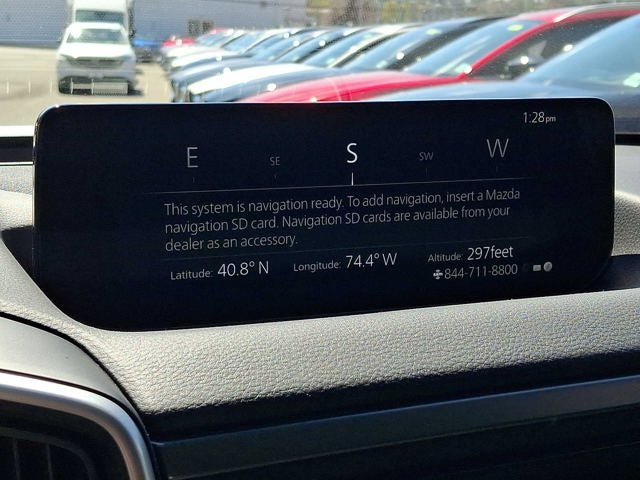 1:28pm
E SE S SW W
This system is navigation ready. To add navigation, insert a Mazda
navigation SD card. Navigation SD cards are available from your
dealer as an accessory.
Latitude: 40.8° N Longitude: 74.4° W Altitude: 297feet
844-711-8800